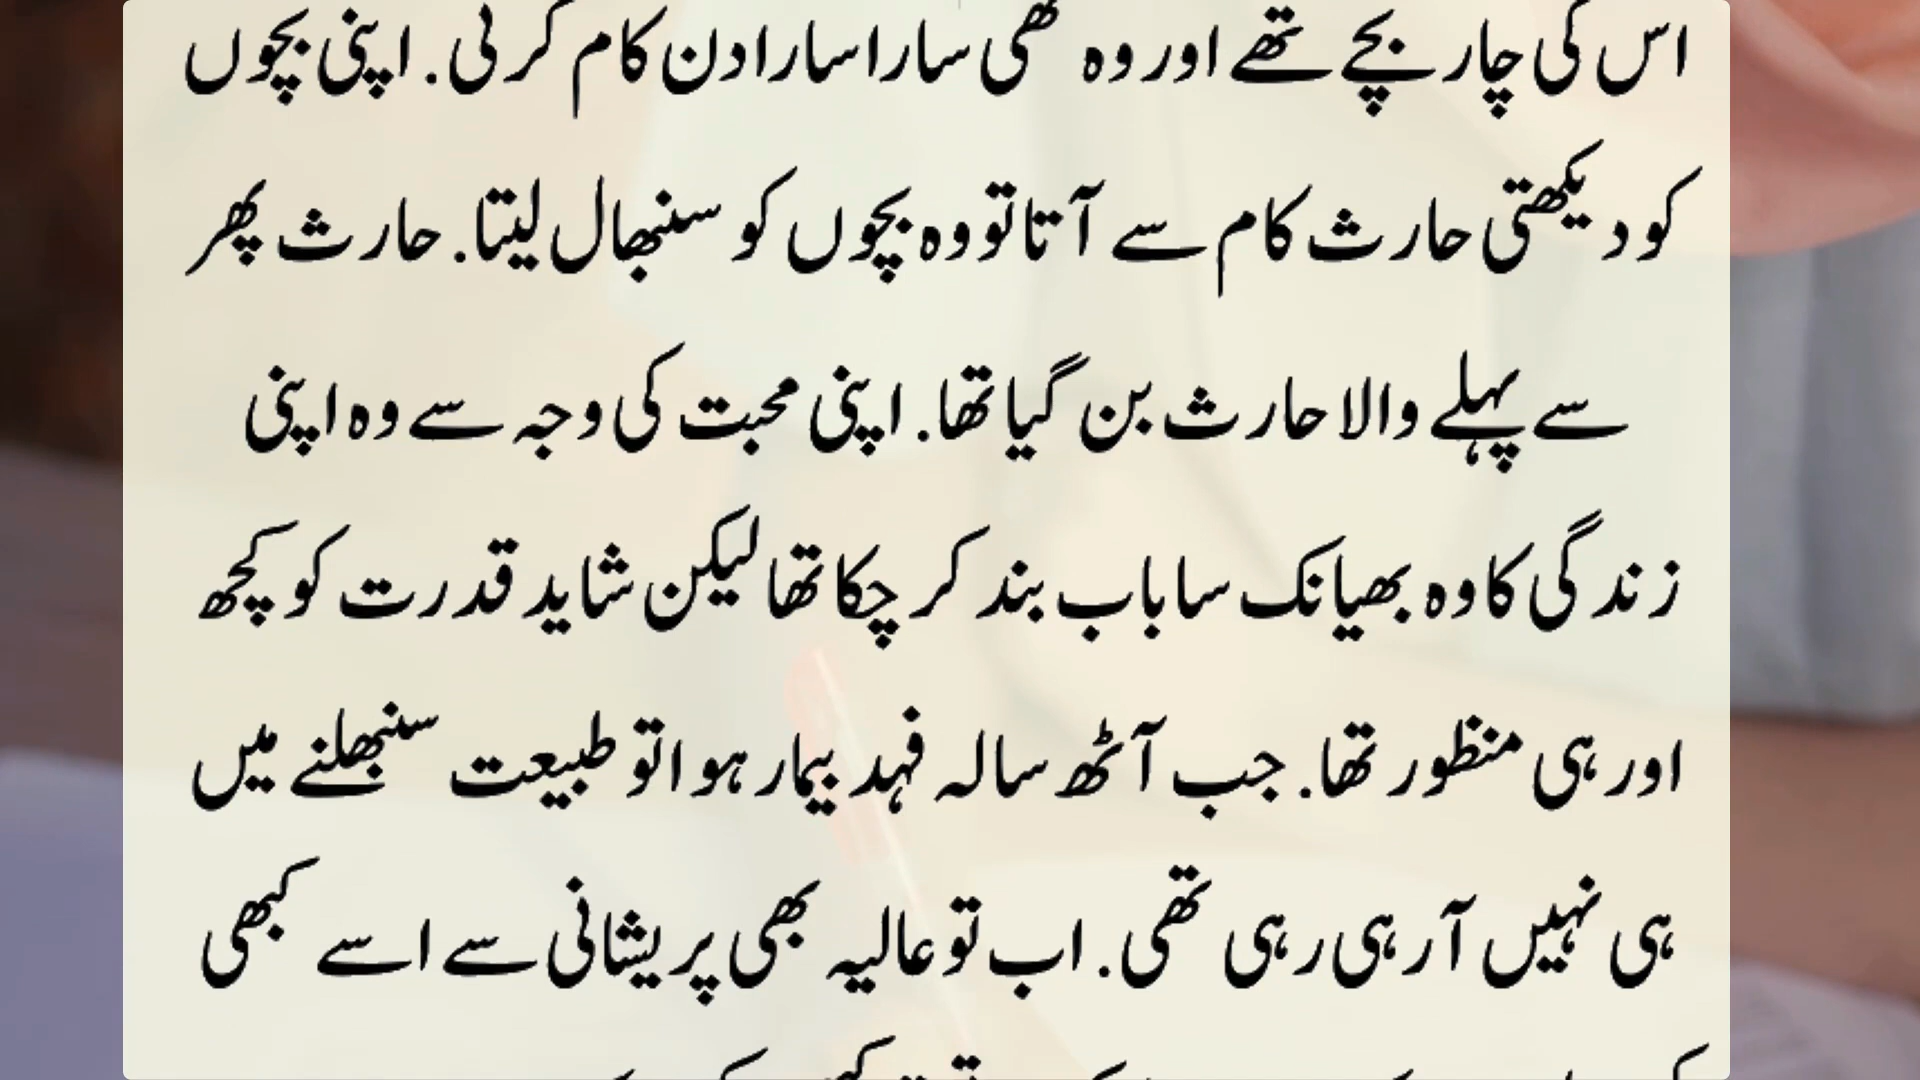 اس کی چار بچے تھے اور وہ تھی سارا سارا دن کام کرتی. اپنی بچوں
کو دیکھتی حارث کام سے آتا تو وہ بچوں کو سنبھال لیتا. حارث پھر
سے پہلے والا حارث بن گیا تھا. اپنی محبت کی وجہ سے وہ اپنی
زندگی کا وہ بھیانک سا باب بند کر چکا تھا لیکن شاید قدرت کو کچھ
اور ہی منظور تھا. جب آٹھ سالہ فہد بیمار ہوا تو طبیعت سنبھلنے میں
ہی نہیں آ رہی رہی تھی. اب تو عالیہ بھی پریشانی سے اسے کبھی